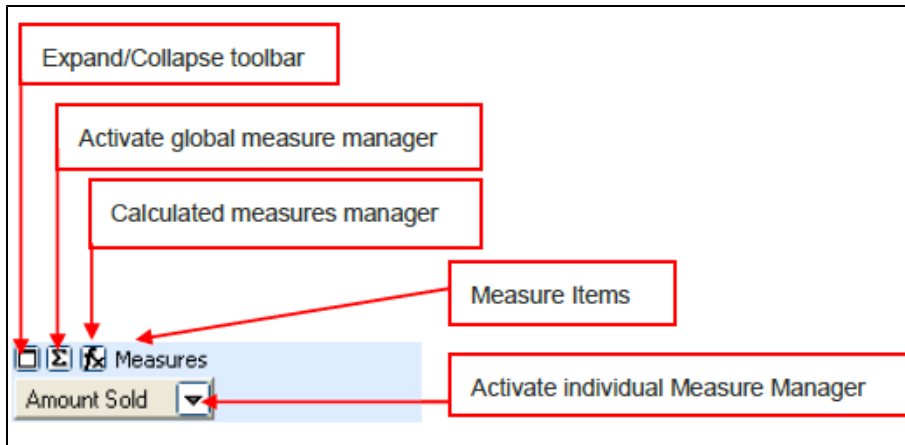 Expand/Collapse toolbar
Activate global measure manager
Calculated measures manager
Measure Items
Σ fx Measures
Amount Sold
Activate individual Measure Manager